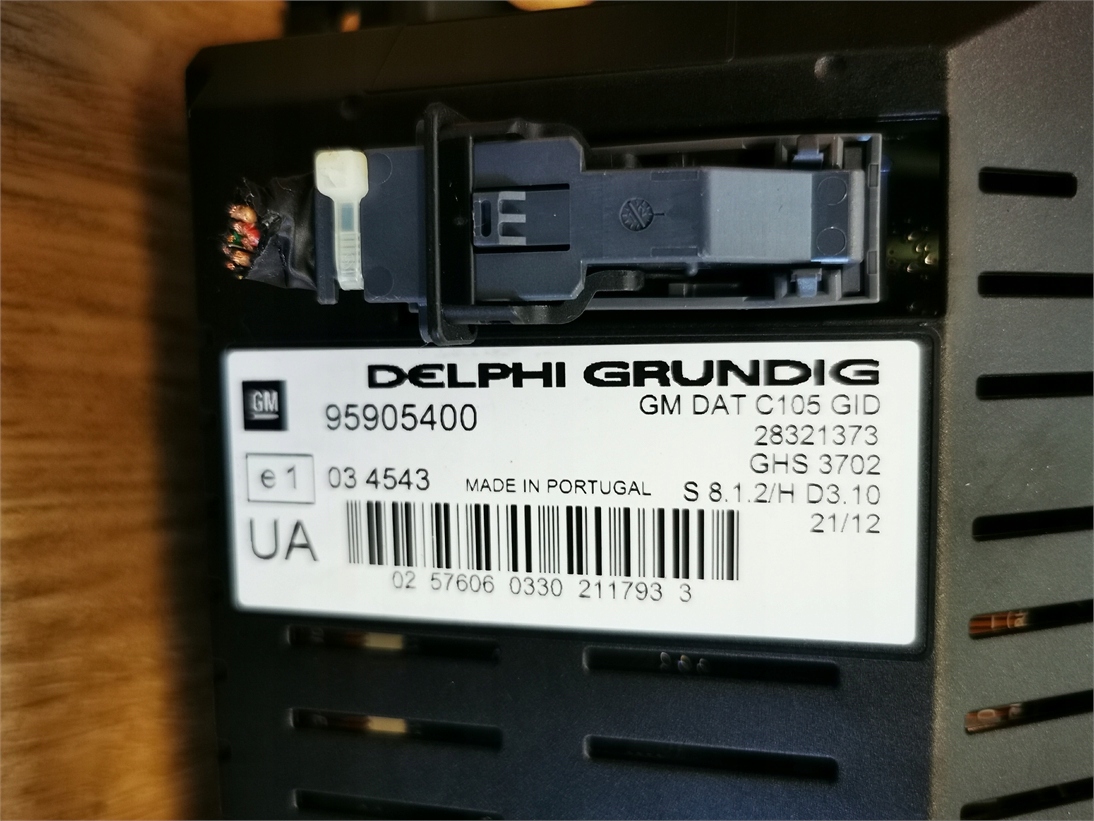 DELPHI GRUNDIG
GM
95905400
GM DAT C105 GID
28321373
GHS 3702
e1
03 4543
MADE IN PORTUGAL
S 8.1.2/H D3.10
21/12
UA
02 57606 0330 211793 3